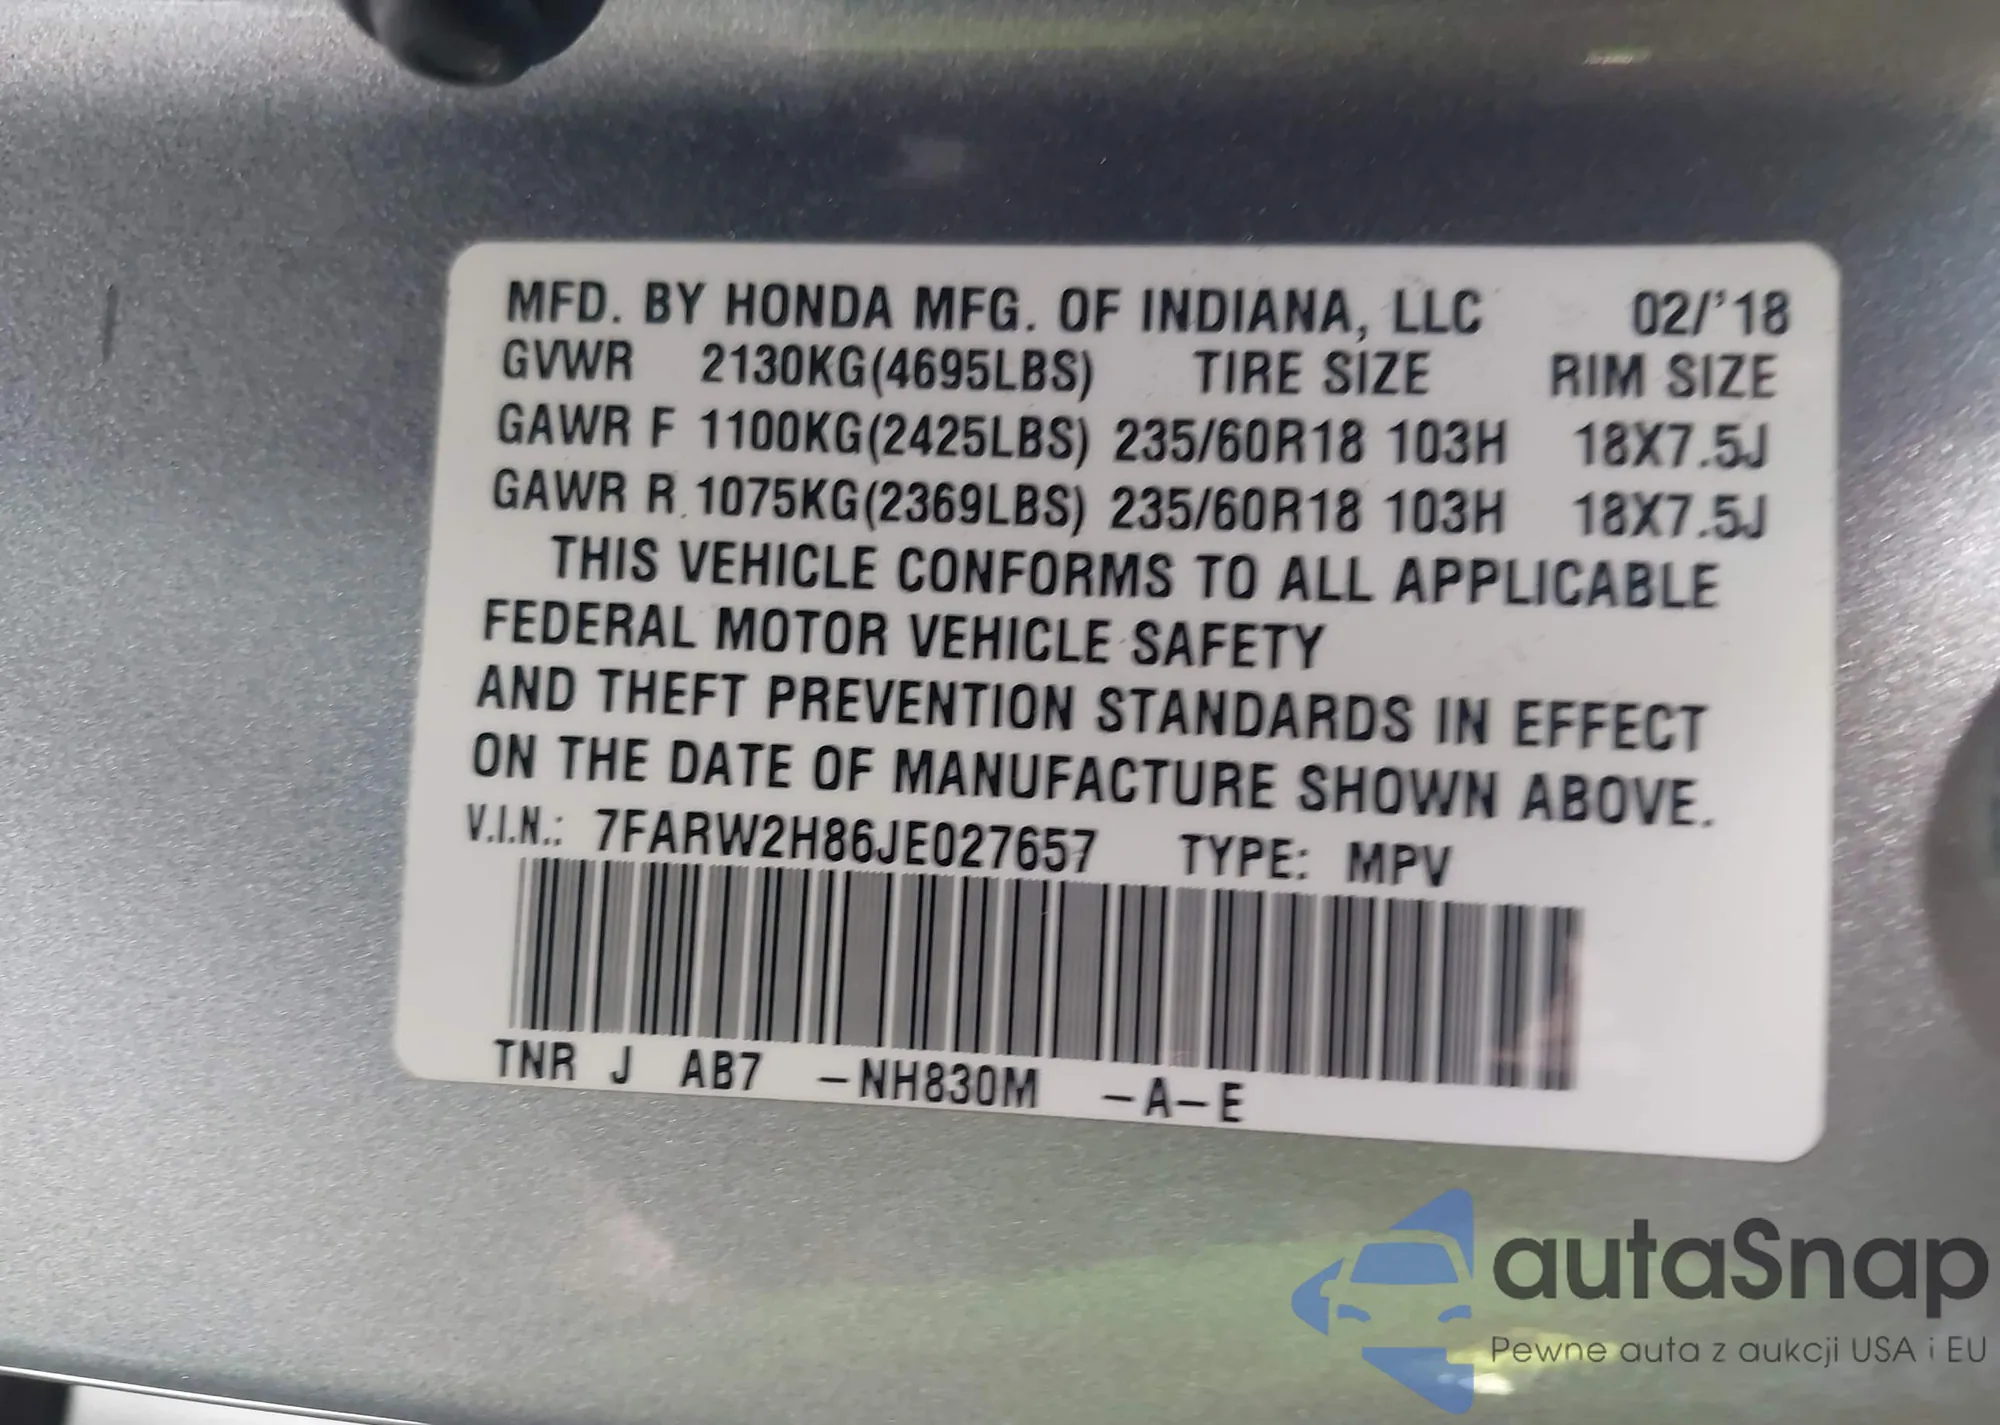 MFD. BY HONDA MFG. OF INDIANA, LLC 02/'18
GVWR 2130KG(4695LBS) TIRE SIZE RIM SIZE
GAWR F 1100KG(2425LBS) 235/60R18 103H 18X7.5J
GAWR R 1075KG(2369LBS) 235/60R18 103H 18X7.5J
THIS VEHICLE CONFORMS TO ALL APPLICABLE
FEDERAL MOTOR VEHICLE SAFETY
AND THEFT PREVENTION STANDARDS IN EFFECT
ON THE DATE OF MANUFACTURE SHOWN ABOVE.
V.I.N.: 7FARW2H86JE027657 TYPE: MPV
TNR J AB7 –NH830M –A–E
autaSnap
Pewne auta z aukcji USA i EU